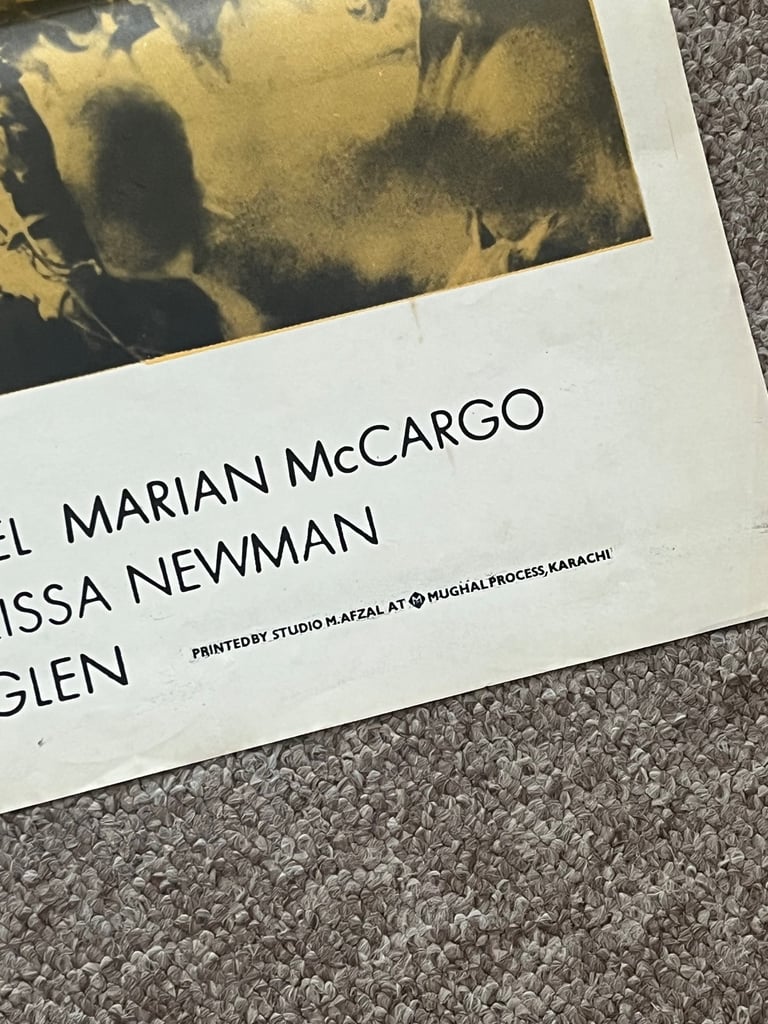 EL MARIAN McCARGO
ISSA NEWMAN
GLEN
PRINTED BY STUDIO M.AFZAL AT M MUGHAL PROCESS, KARACHI